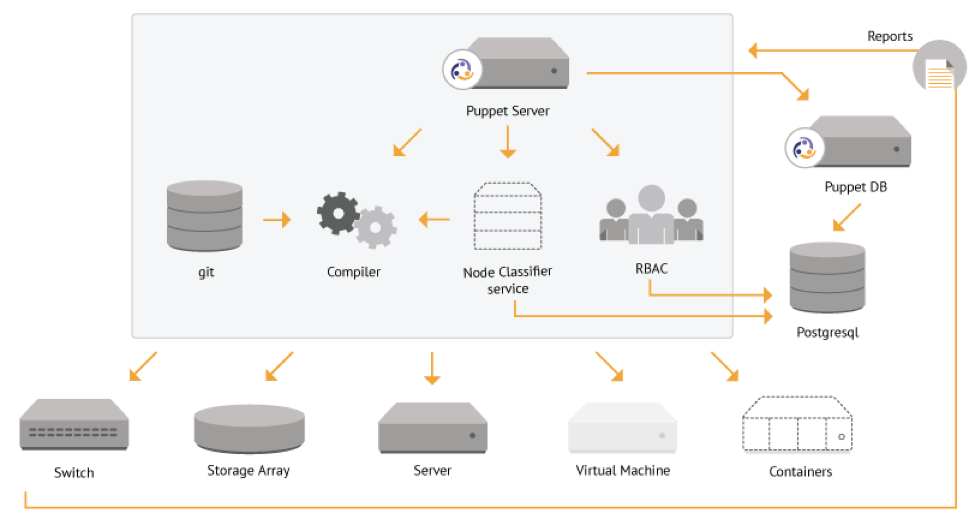 Reports
Puppet Server
Puppet DB
git
Compiler
Node Classifier
service
RBAC
Postgresql
Switch
Storage Array
Server
Virtual Machine
Containers